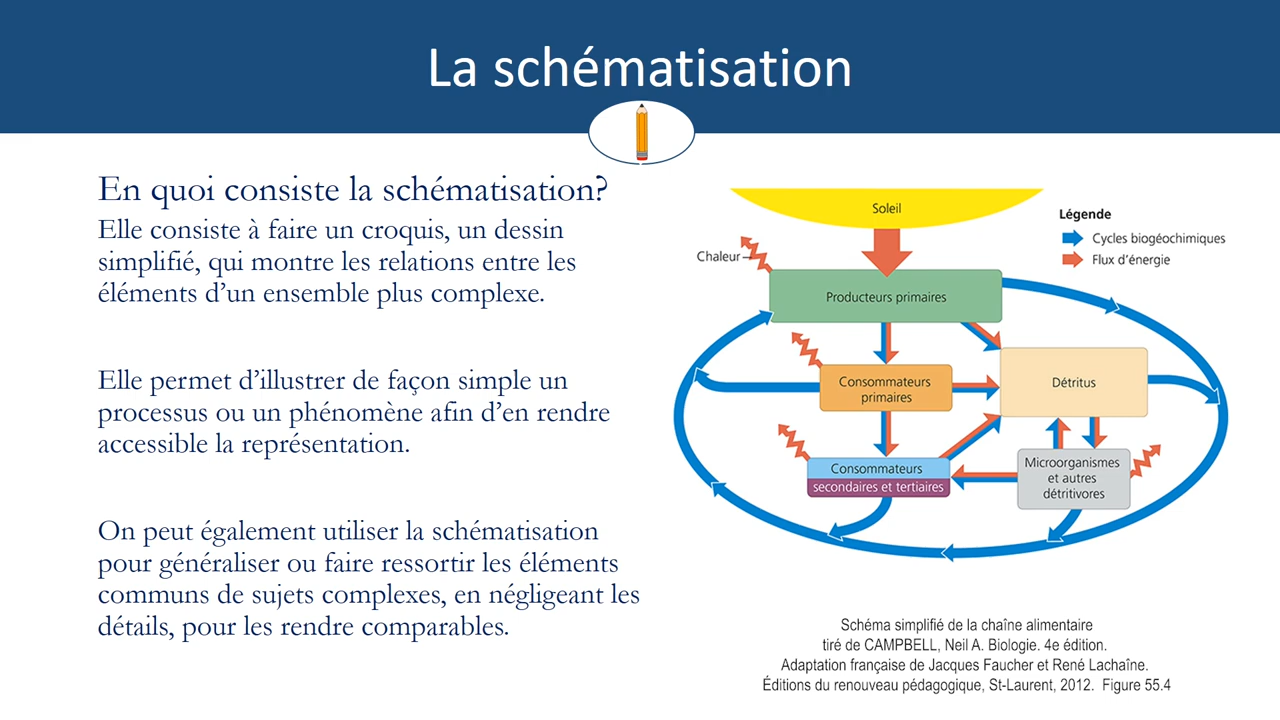 La schématisation
En quoi consiste la schématisation?
Elle consiste à faire un croquis, un dessin
simplifié, qui montre les relations entre les
éléments d’un ensemble plus complexe.
Elle permet d’illustrer de façon simple un
processus ou un phénomène afin d’en rendre
accessible la représentation.
On peut également utiliser la schématisation
pour généraliser ou faire ressortir les éléments
communs de sujets complexes, en négligeant les
détails, pour les rendre comparables.
Soleil
Légende
Cycles biogéochimiques
Flux d’énergie
Chaleur
Producteurs primaires
Consommateurs
primaires
Détritus
Consommateurs
secondaires et tertiaires
Microorganismes
et autres
détritivores
Schéma simplifié de la chaîne alimentaire
tiré de CAMPBELL, Neil A. Biologie. 4e édition.
Adaptation française de Jacques Faucher et René Lachaîne.
Éditions du renouveau pédagogique, St-Laurent, 2012. Figure 55.4